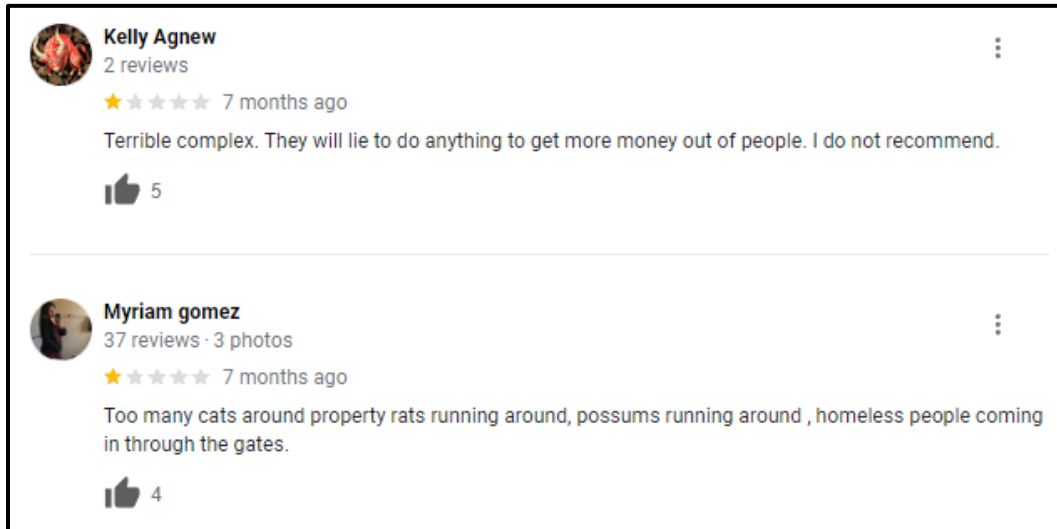 Kelly Agnew
2 reviews
7 months ago
Terrible complex. They will lie to do anything to get more money out of people. I do not recommend.
5
Myriam gomez
37 reviews · 3 photos
7 months ago
Too many cats around property rats running around, possums running around , homeless people coming
in through the gates.
4